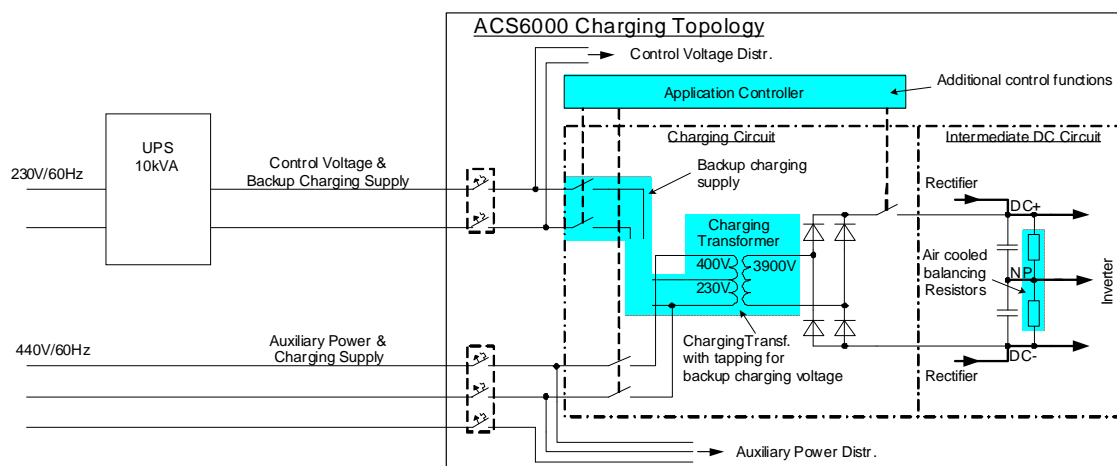 ACS6000 Charging Topology
Control Voltage Distr.
Additional control functions
Application Controller
UPS
10kVA
Charging Circuit
Intermediate DC Circuit
230V/60Hz
Control Voltage &
Backup Charging Supply
Backup charging
supply
Rectifier
DC+
Charging
Transformer
400V
3900V
230V
Air cooled
balancing
Resistors
NP
Inverter
440V/60Hz
Auxiliary Power &
Charging Supply
ChargingTransf.
with tapping for
backup charging voltage
DC-
Rectifier
Auxiliary Power Distr.